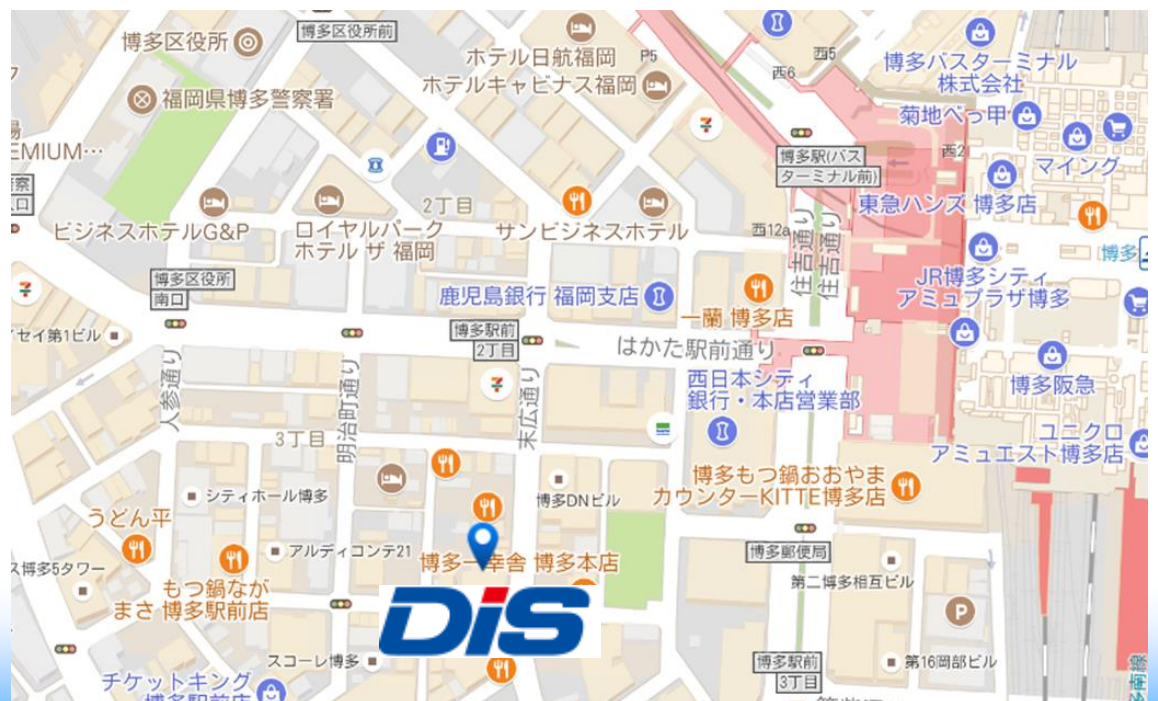 博多区役所
博多区役所前
ホテル日航福岡
P5
西5
西6
ホテルキャビナス福岡
博多バスターミナル
株式会社
福岡県博多警察署
菊地べっ甲
EMIUM…
博多駅(バス
ターミナル前)
西2
マイング
2丁目
東急ハンズ 博多店
ビジネスホテルG&P
ロイヤルパーク
ホテル ザ 福岡
サンビジネスホテル
西12a
住吉通り
住吉通り
博多
博多区役所
南口
鹿児島銀行 福岡支店
一蘭 博多店
JR博多シティ
アミュプラザ博多
イセイ第1ビル
博多駅前
2丁目
はかた駅前通り
人参通り
明治町通り
末広通り
西日本シティ
銀行・本店営業部
博多阪急
3丁目
ユニクロ
アミュエスト博多店
シティホール博多
博多DNビル
博多もつ鍋おおやま
カウンターKITTE博多店
うどん平
アルディコンテ21
博多一幸舎 博多本店
博多郵便局
ス博多5タワー
もつ鍋なが
まさ 博多駅前店
第二博多相互ビル
P
DiS
スコーレ博多
博多駅前
3丁目
第16岡部ビル
チケットキング
博多駅前店
多南線